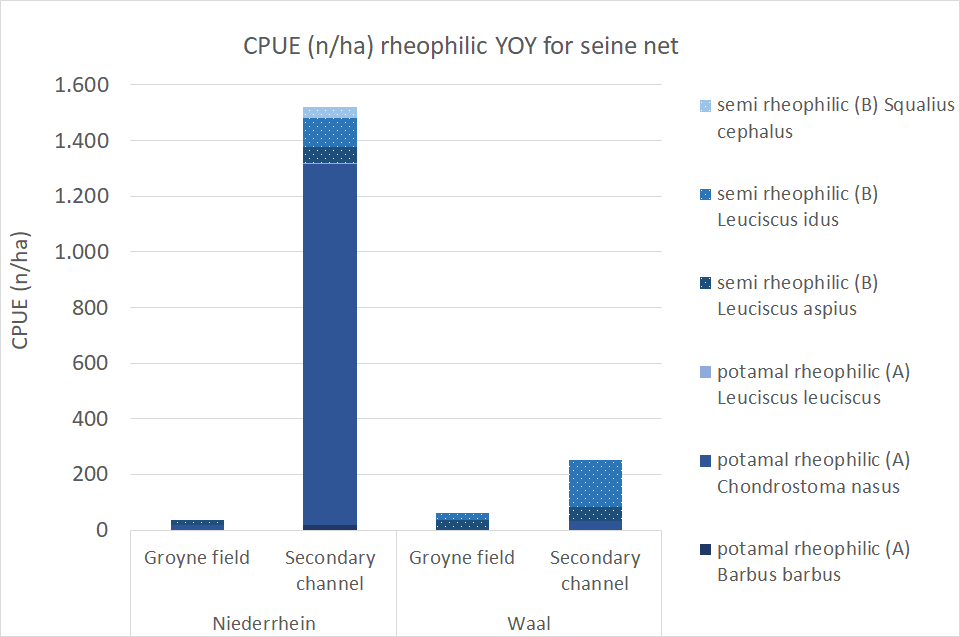 CPUE (n/ha) rheophilic YOY for seine net
1.600
1.400
1.200
1.000
800
600
400
200
0
CPUE (n/ha)
Groyne field
Secondary
channel
Groyne field
Secondary
channel
Niederrhein
Waal
semi rheophilic (B) Squalius
cephalus
semi rheophilic (B)
Leuciscus idus
semi rheophilic (B)
Leuciscus aspius
potamal rheophilic (A)
Leuciscus leuciscus
potamal rheophilic (A)
Chondrostoma nasus
potamal rheophilic (A)
Barbus barbus